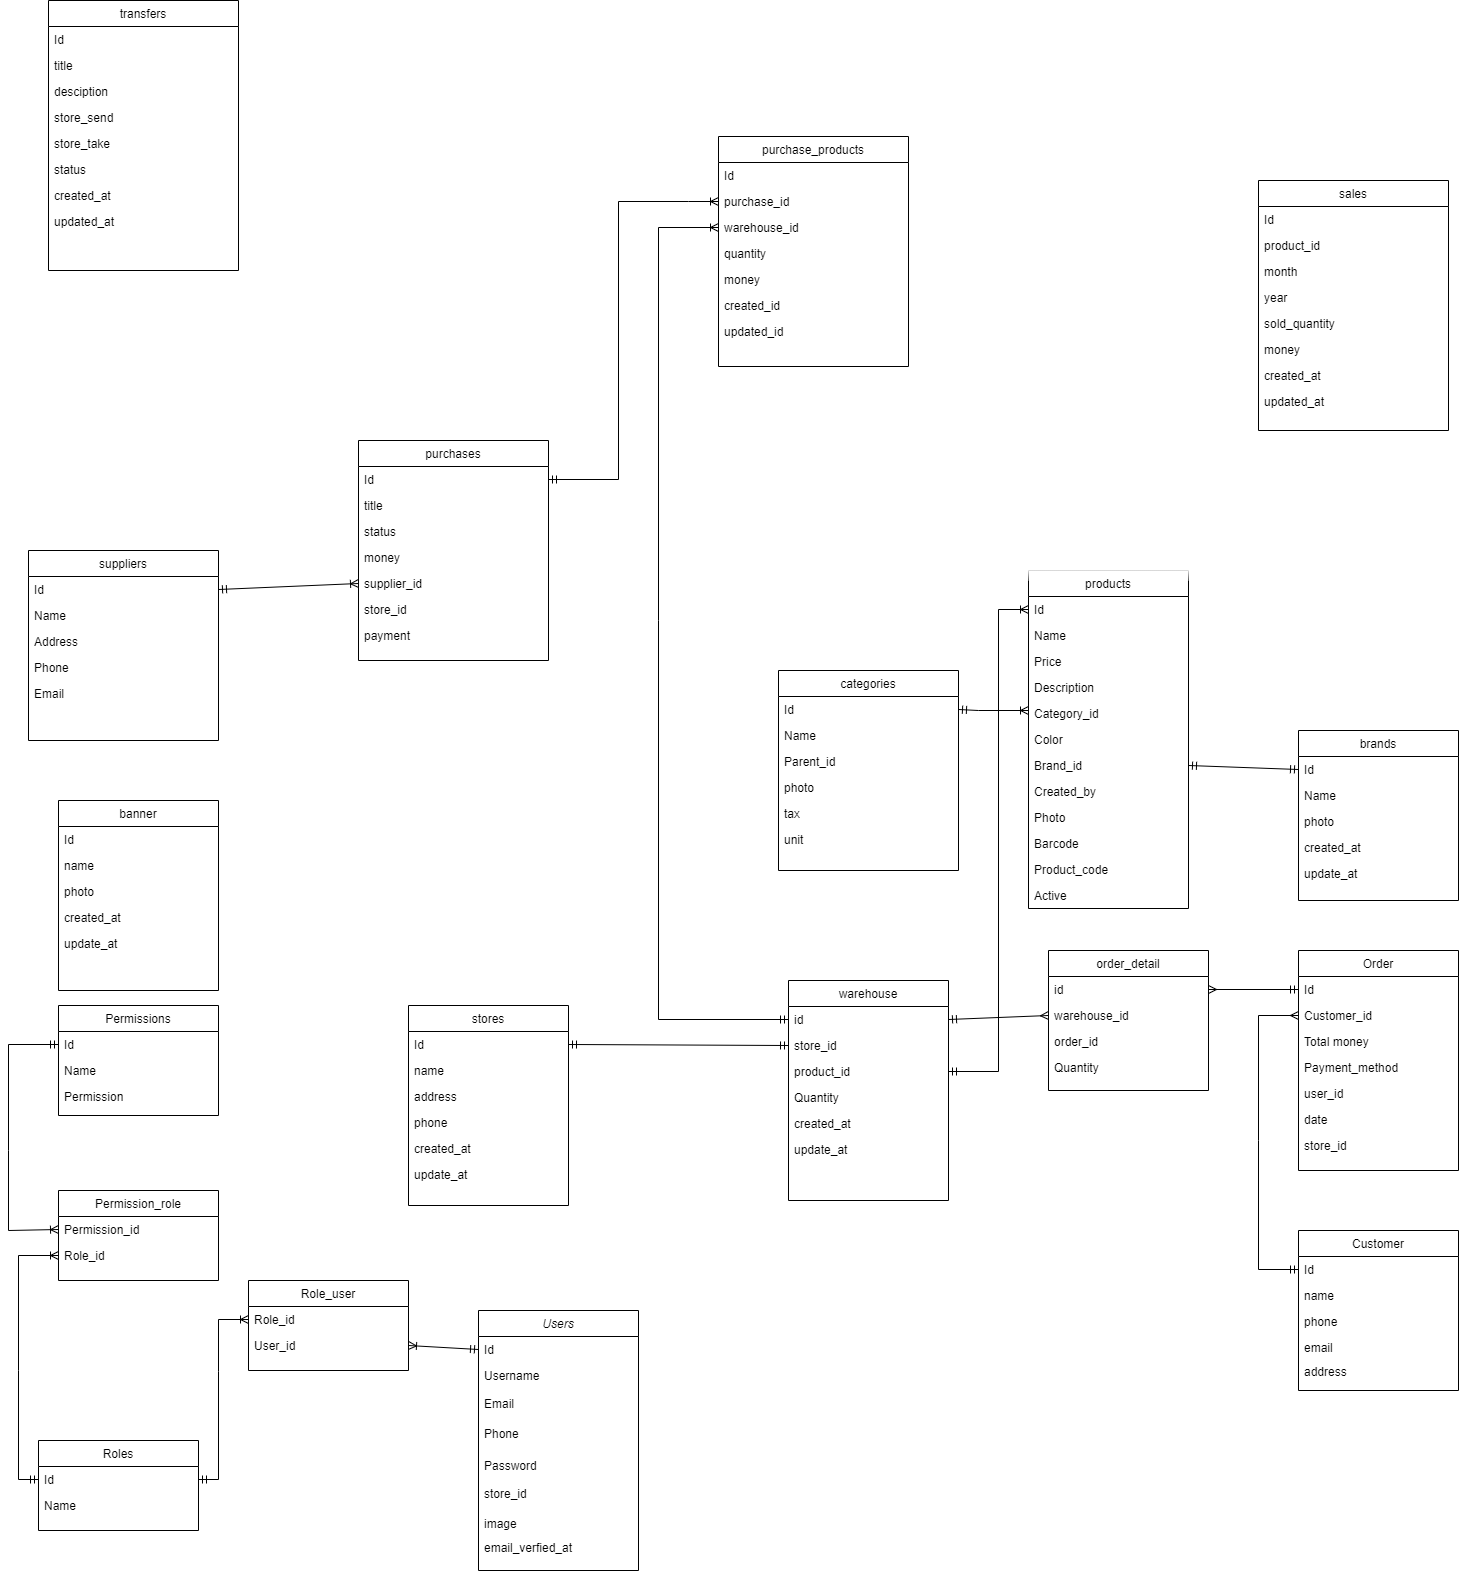 transfers
Id
title
desciption
store_send
store_take
status
created_at
updated_at
purchase_products
Id
purchase_id
warehouse_id
quantity
money
created_id
updated_id
sales
Id
product_id
month
year
sold_quantity
money
created_at
updated_at
purchases
Id
title
status
money
supplier_id
store_id
payment
suppliers
Id
Name
Address
Phone
Email
products
Id
Name
Price
Description
Category_id
Color
Brand_id
Created_by
Photo
Barcode
Product_code
Active
categories
Id
Name
Parent_id
photo
tax
unit
brands
Id
Name
photo
created_at
update_at
banner
Id
name
photo
created_at
update_at
order_detail
id
warehouse_id
order_id
Quantity
Order
Id
Customer_id
Total money
Payment_method
user_id
date
store_id
warehouse
id
store_id
product_id
Quantity
created_at
update_at
stores
Id
name
address
phone
created_at
update_at
Permissions
Id
Name
Permission
Permission_role
Permission_id
Role_id
Customer
Id
name
phone
email
address
Role_user
Role_id
User_id
Users
Id
Username
Email
Phone
Password
store_id
image
email_verfied_at
Roles
Id
Name